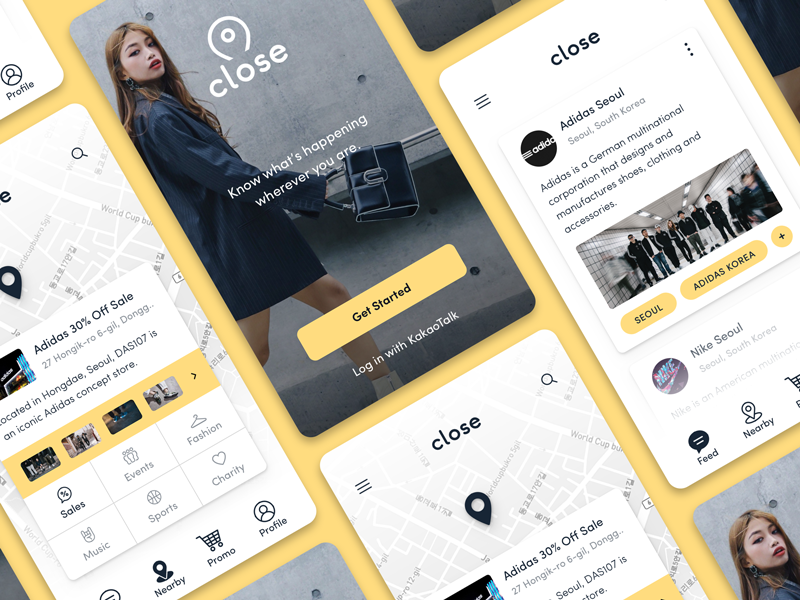 Profile
close
Know what's happening
wherever you are.
Get Started
Log in with KakaoTalk
close
Adidas Seoul
Seoul, South Korea
adidas
Adidas is a German multinational
corporation that designs and
manufactures shoes, clothing and
accessories.
SEOUL
ADIDAS KOREA
+
Nike Seoul
Seoul, South Korea
Nike is an American multinational
Feed
Nearby
World Cup
Adidas 30% Off Sale
27 Hongik-ro 6-gil, Dongg..
Located in Hongdae, Seoul, DAS107 is
an iconic Adidas concept store.
Sales
Events
Fashion
Music
Sports
Charity
Nearby
Promo
Profile
close
World Cup
Adidas 30% Off Sale
27 Hongik-ro 6-gil, Dongg..
Seoul, DAS107 is